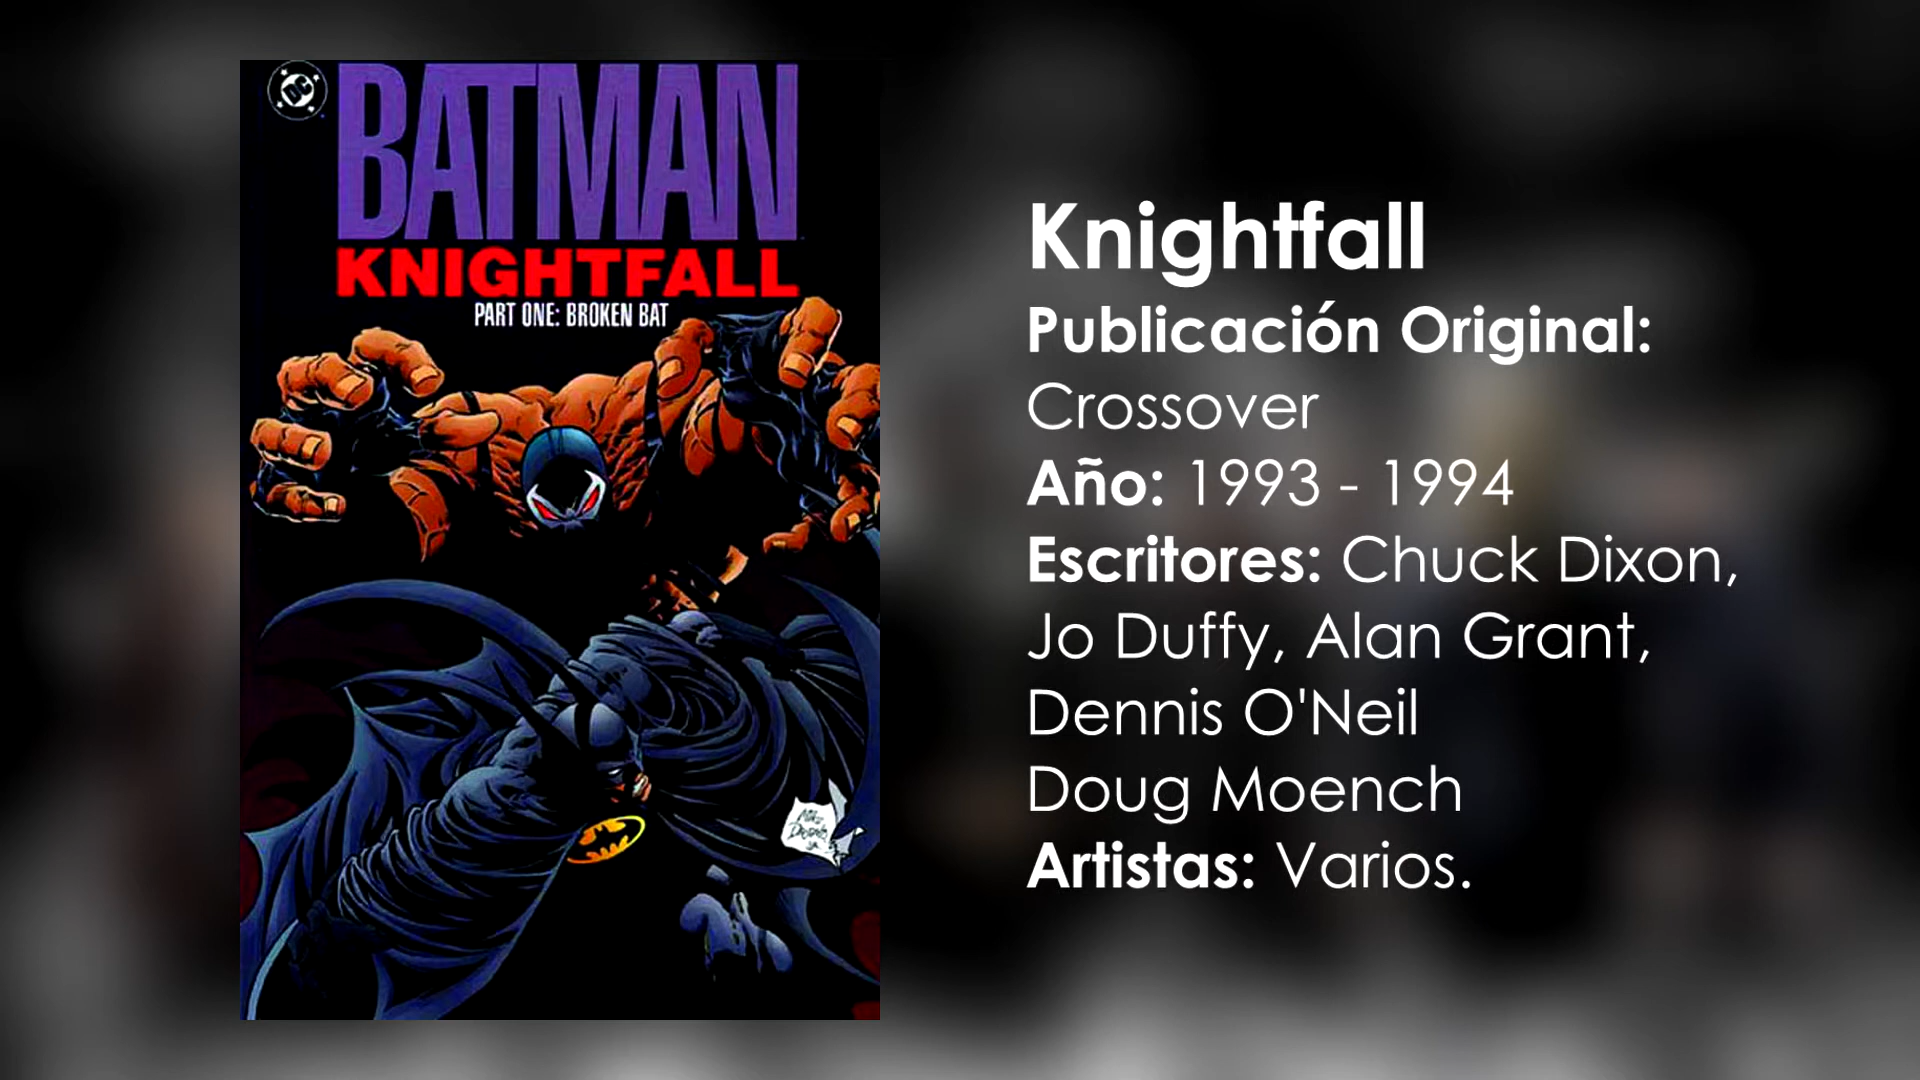 DC
BATMAN
KNIGHTFALL
PART ONE: BROKEN BAT
Knightfall
Publicación Original:
Crossover
Año: 1993 - 1994
Escritores: Chuck Dixon,
Jo Duffy, Alan Grant,
Dennis O'Neil
Doug Moench
Artistas: Varios.